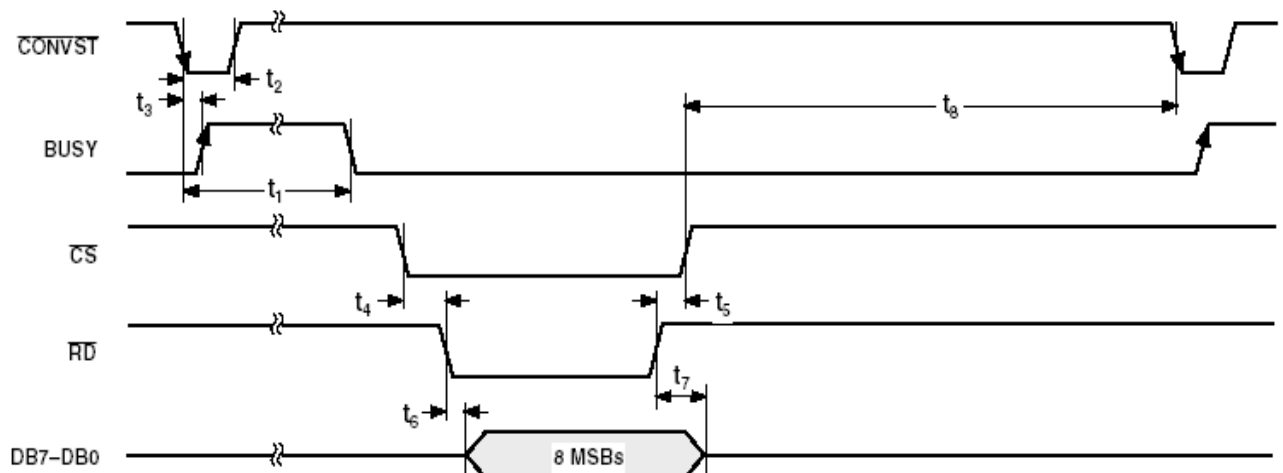 CONVST
t2
t3
t8
BUSY
t1
CS
t4
t5
RD
t7
t6
DB7–DB0
8 MSBs